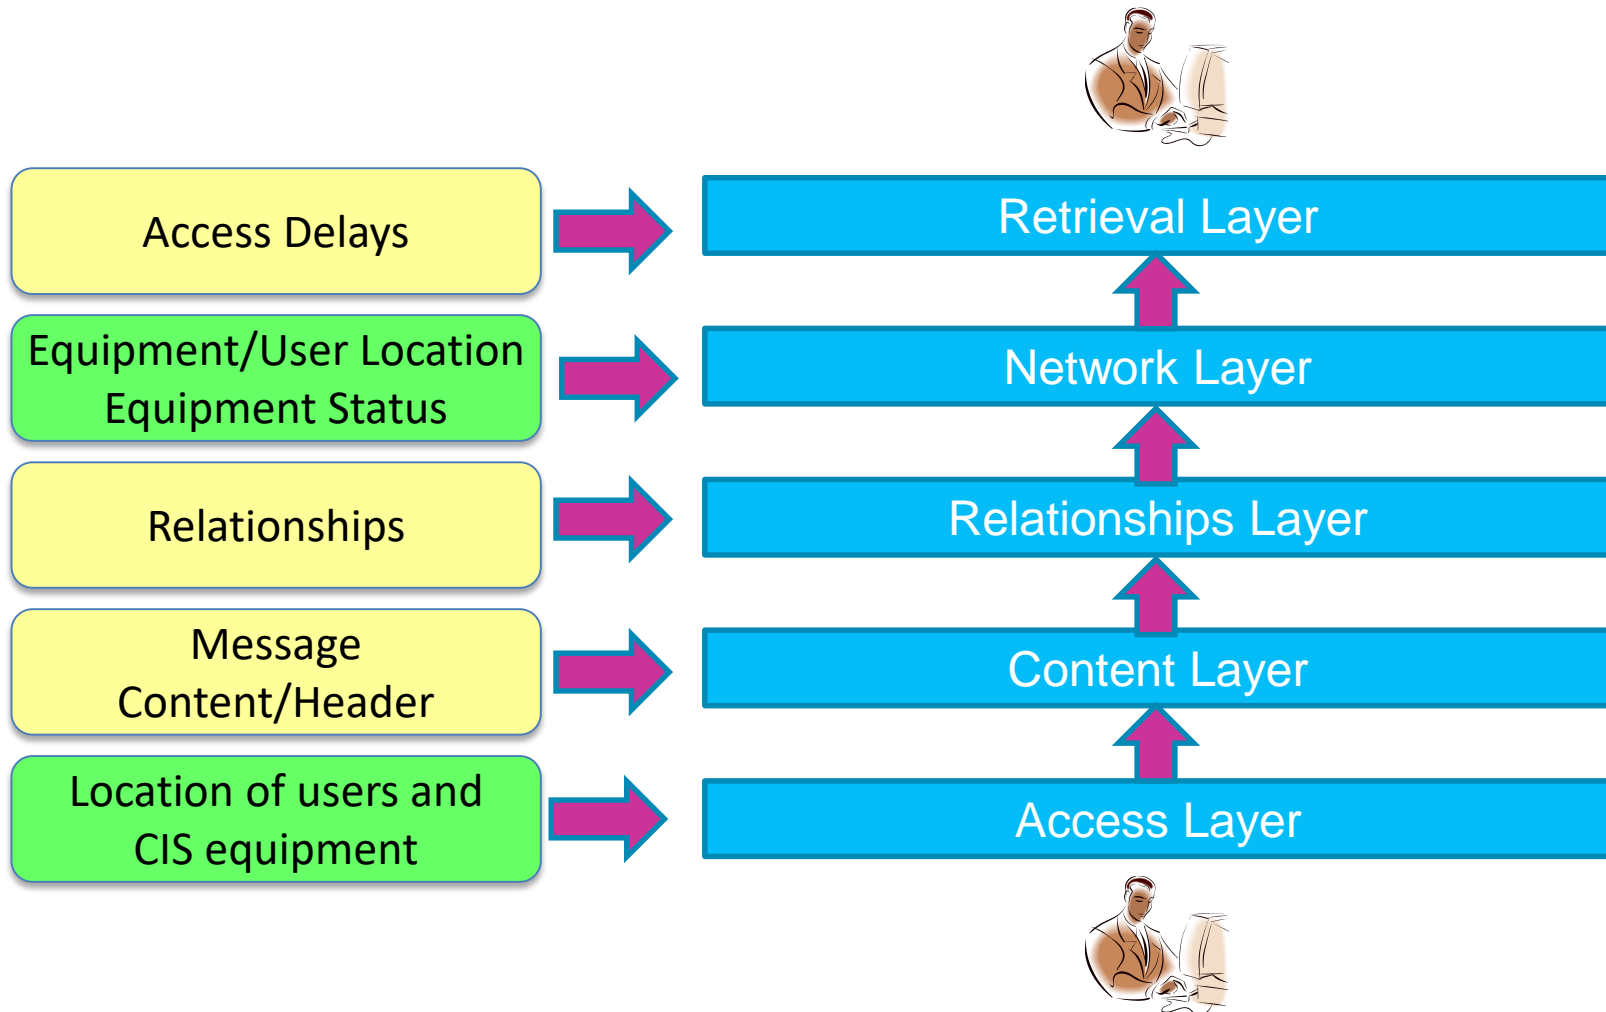 Access Delays
Retrieval Layer
Equipment/User Location
Equipment Status
Network Layer
Relationships
Relationships Layer
Message
Content/Header
Content Layer
Location of users and
CIS equipment
Access Layer